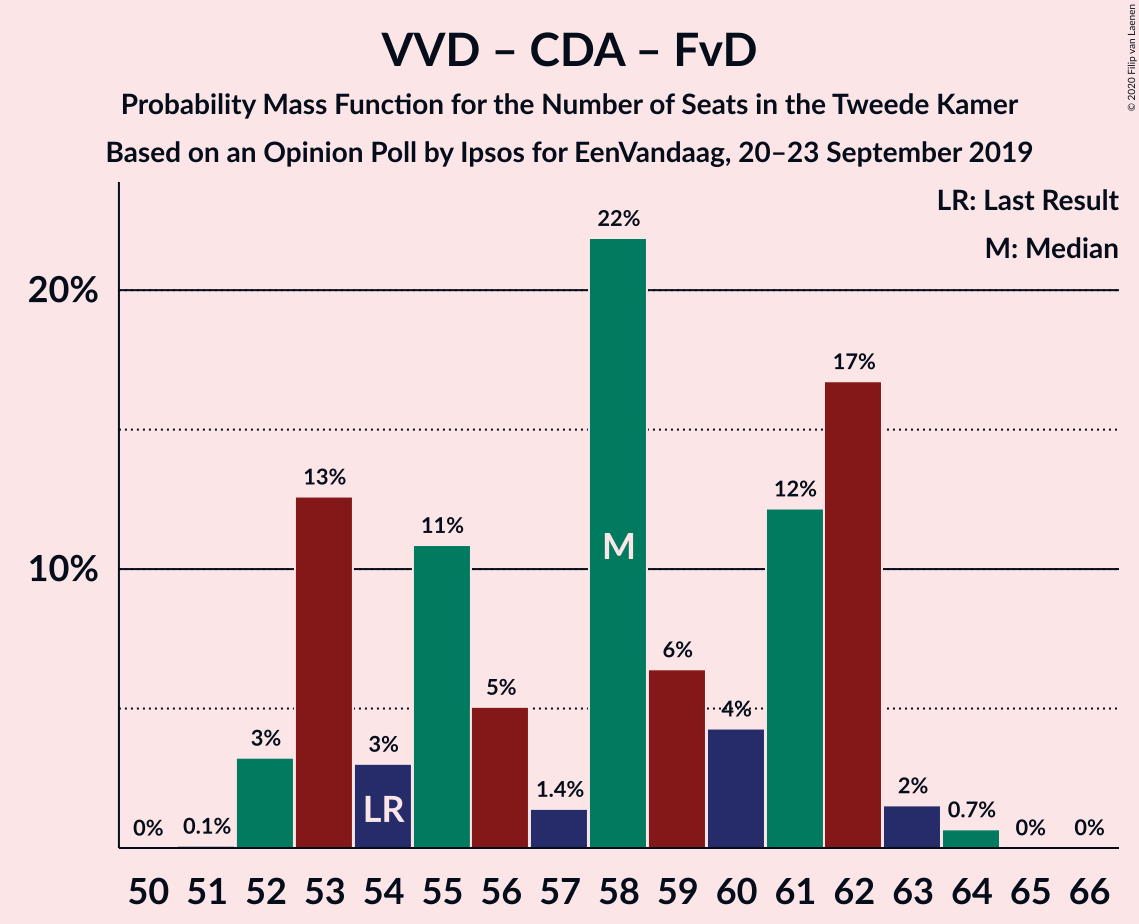 © 2020 Filip van Laenen
VVD – CDA – FvD
Probability Mass Function for the Number of Seats in the Tweede Kamer
Based on an Opinion Poll by Ipsos for EenVandaag, 20–23 September 2019
LR: Last Result
M: Median
20%
10%
0%
0.1%
3%
13%
3%
11%
5%
1.4%
22%
6%
4%
12%
17%
2%
0.7%
0%
0%
LR
M
50 51 52 53 54 55 56 57 58 59 60 61 62 63 64 65 66